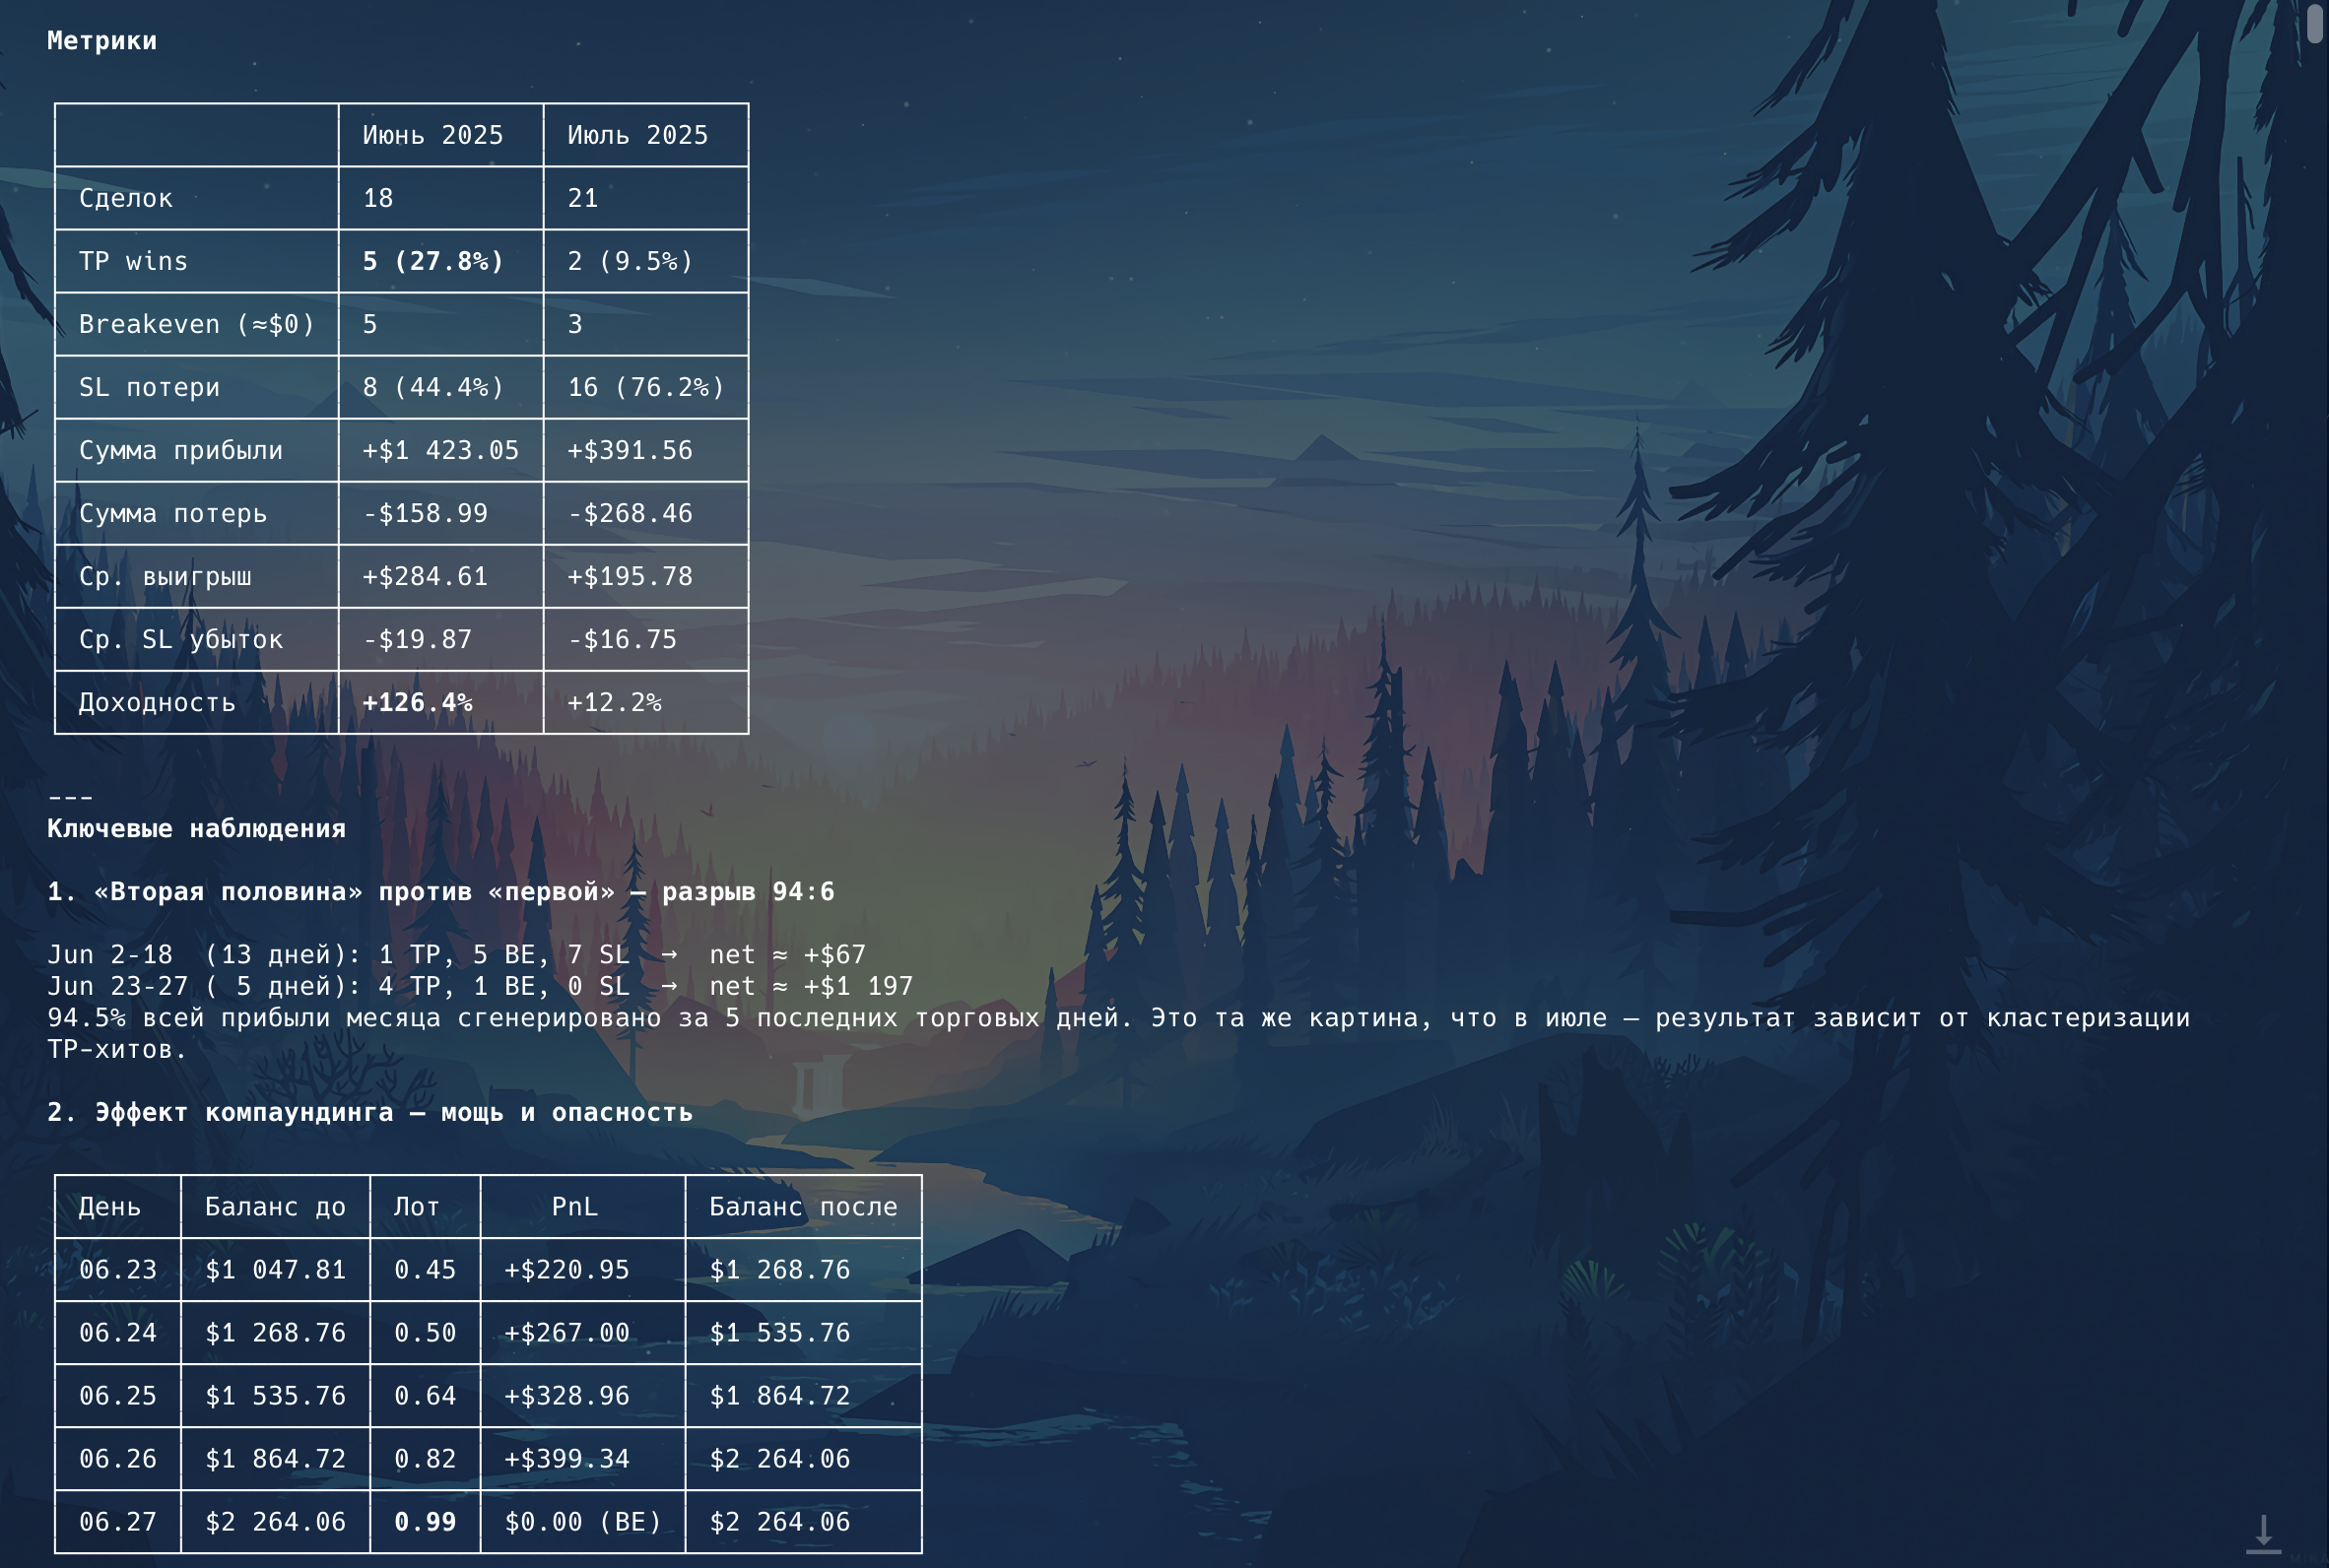 Метрики
Июнь 2025 Июль 2025
Сделок 18 21
TP wins 5 (27.8%) 2 (9.5%)
Breakeven (≈$0) 5 3
SL потери 8 (44.4%) 16 (76.2%)
Сумма прибыли +$1 423.05 +$391.56
Сумма потерь -$158.99 -$268.46
Ср. выигрыш +$284.61 +$195.78
Ср. SL убыток -$19.87 -$16.75
Доходность +126.4% +12.2%
---
Ключевые наблюдения
1. «Вторая половина» против «первой» — разрыв 94:6
Jun 2-18 (13 дней): 1 TP, 5 BE, 7 SL → net ≈ +$67
Jun 23-27 ( 5 дней): 4 TP, 1 BE, 0 SL → net ≈ +$1 197
94.5% всей прибыли месяца сгенерировано за 5 последних торговых дней. Это та же картина, что в июле — результат зависит от кластеризации
TP-хитов.
2. Эффект компаундинга — мощь и опасность
День Баланс до Лот PnL Баланс после
06.23 $1 047.81 0.45 +$220.95 $1 268.76
06.24 $1 268.76 0.50 +$267.00 $1 535.76
06.25 $1 535.76 0.64 +$328.96 $1 864.72
06.26 $1 864.72 0.82 +$399.34 $2 264.06
06.27 $2 264.06 0.99 $0.00 (BE) $2 264.06